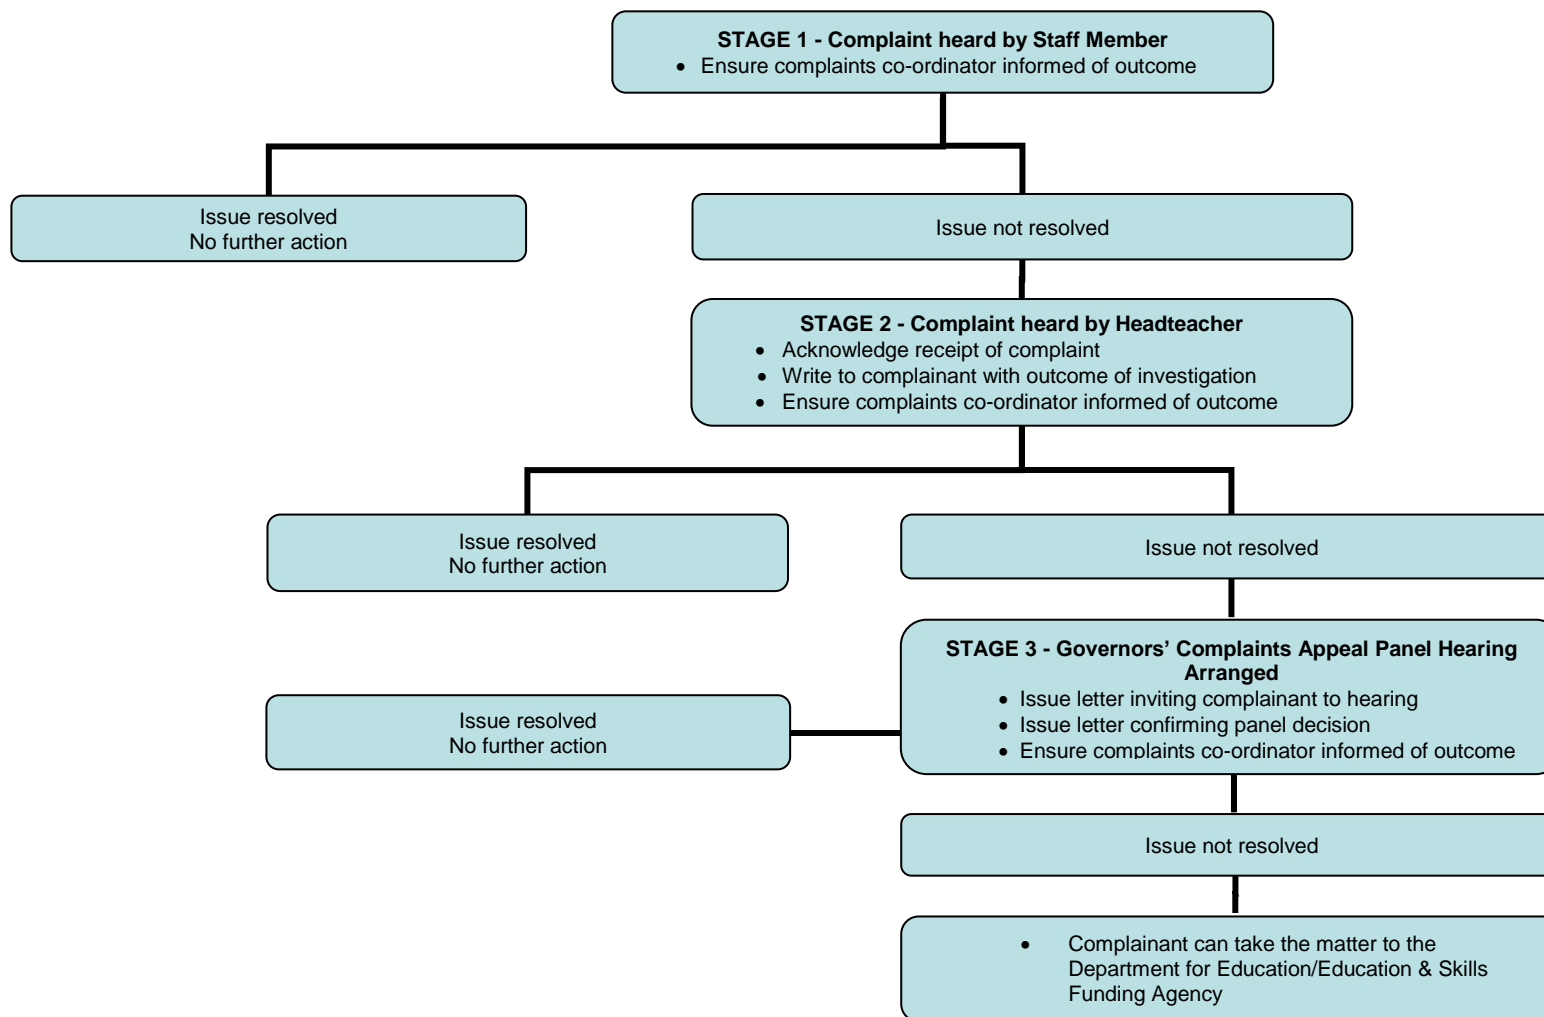 STAGE 1 - Complaint heard by Staff Member
• Ensure complaints co-ordinator informed of outcome
Issue resolved
No further action
Issue not resolved
STAGE 2 - Complaint heard by Headteacher
• Acknowledge receipt of complaint
• Write to complainant with outcome of investigation
• Ensure complaints co-ordinator informed of outcome
Issue resolved
No further action
Issue not resolved
STAGE 3 - Governors’ Complaints Appeal Panel Hearing
Arranged
• Issue letter inviting complainant to hearing
• Issue letter confirming panel decision
• Ensure complaints co-ordinator informed of outcome
Issue resolved
No further action
Issue not resolved
• Complainant can take the matter to the
Department for Education/Education & Skills
Funding Agency